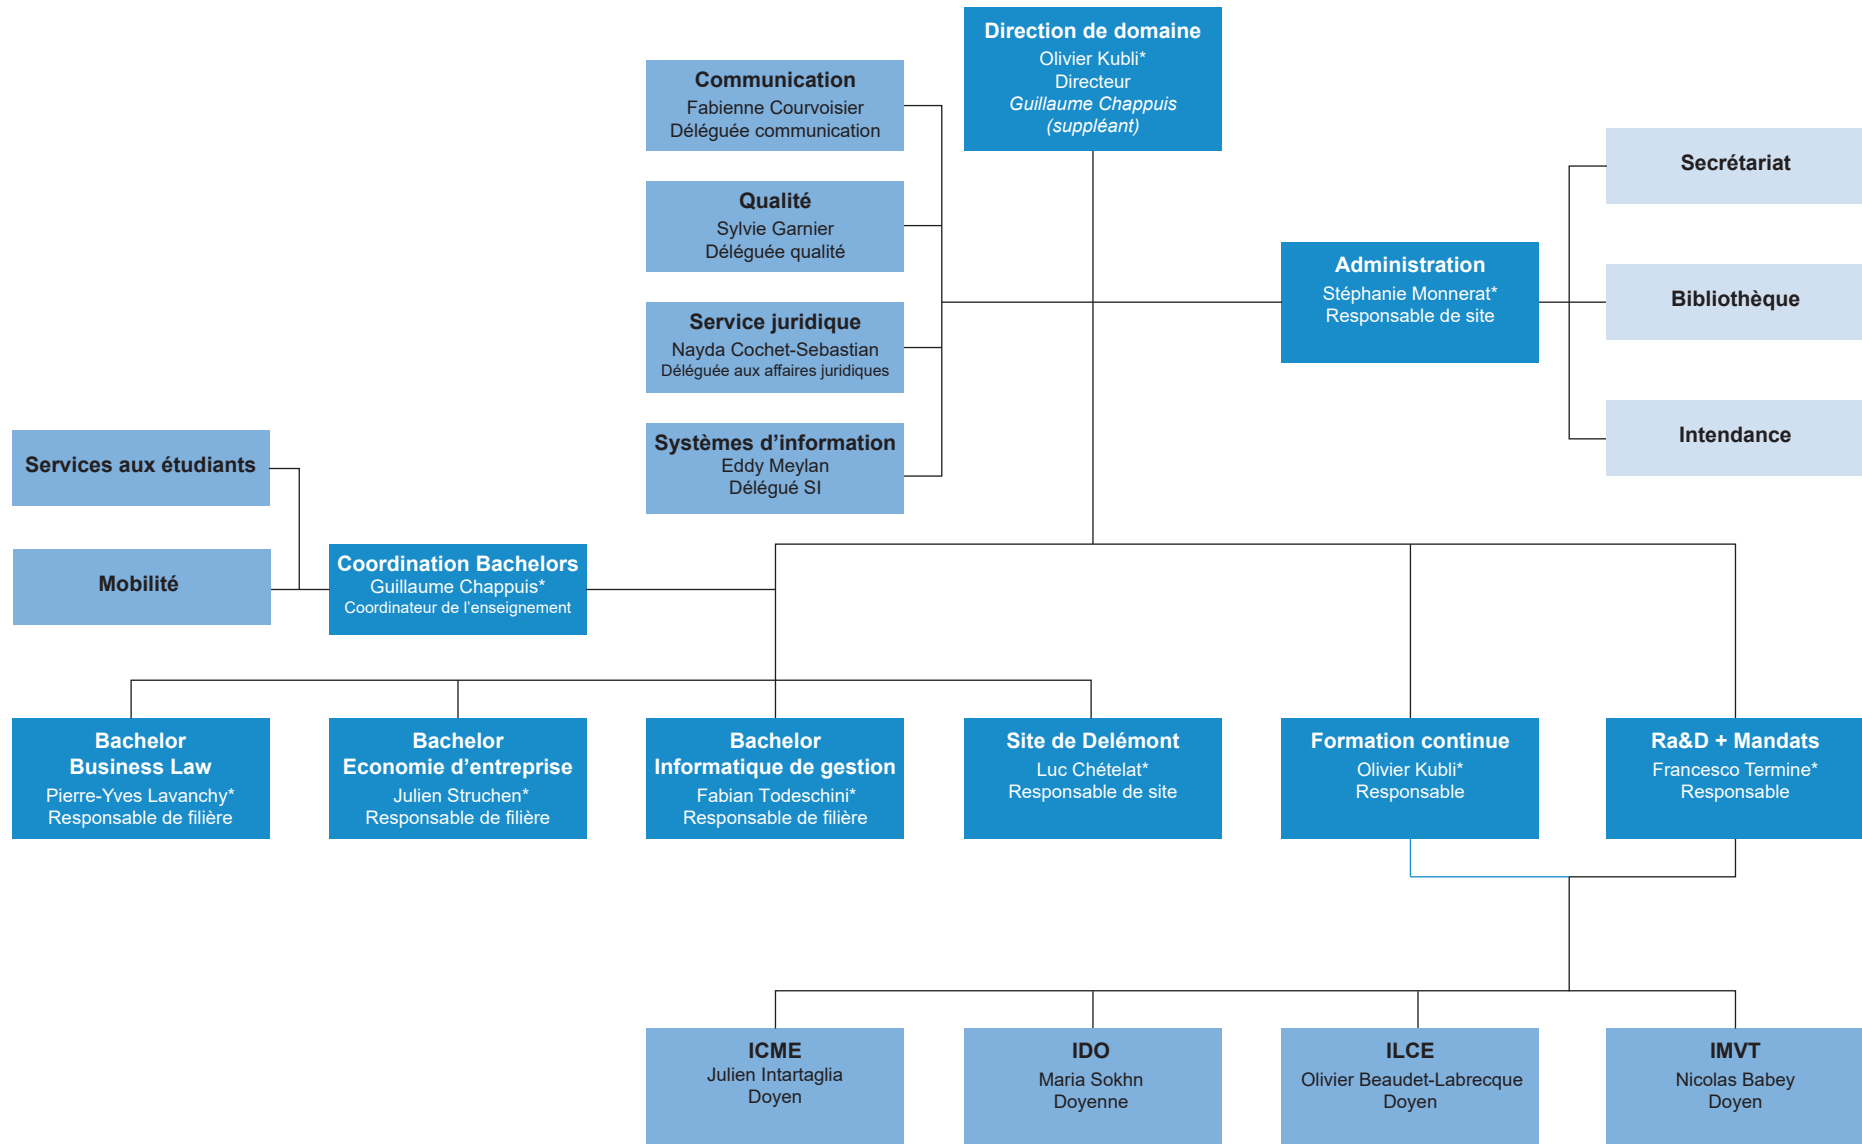 Direction de domaine
Olivier Kubli*
Directeur
Guillaume Chappuis
(suppléant)
Communication
Fabienne Courvoisier
Déléguée communication
Qualité
Sylvie Garnier
Déléguée qualité
Service juridique
Nayda Cochet-Sebastian
Déléguée aux affaires juridiques
Systèmes d’information
Eddy Meylan
Délégué SI
Administration
Stéphanie Monnerat*
Responsable de site
Secrétariat
Bibliothèque
Intendance
Services aux étudiants
Mobilité
Coordination Bachelors
Guillaume Chappuis*
Coordinateur de l’enseignement
Bachelor
Business Law
Pierre-Yves Lavanchy*
Responsable de filière
Bachelor
Economie d’entreprise
Julien Struchen*
Responsable de filière
Bachelor
Informatique de gestion
Fabian Todeschini*
Responsable de filière
Site de Delémont
Luc Chételat*
Responsable de site
Formation continue
Olivier Kubli*
Responsable
Ra&D + Mandats
Francesco Termine*
Responsable
ICME
Julien Intartaglia
Doyen
IDO
Maria Sokhn
Doyenne
ILCE
Olivier Beaudet-Labrecque
Doyen
IMVT
Nicolas Babey
Doyen